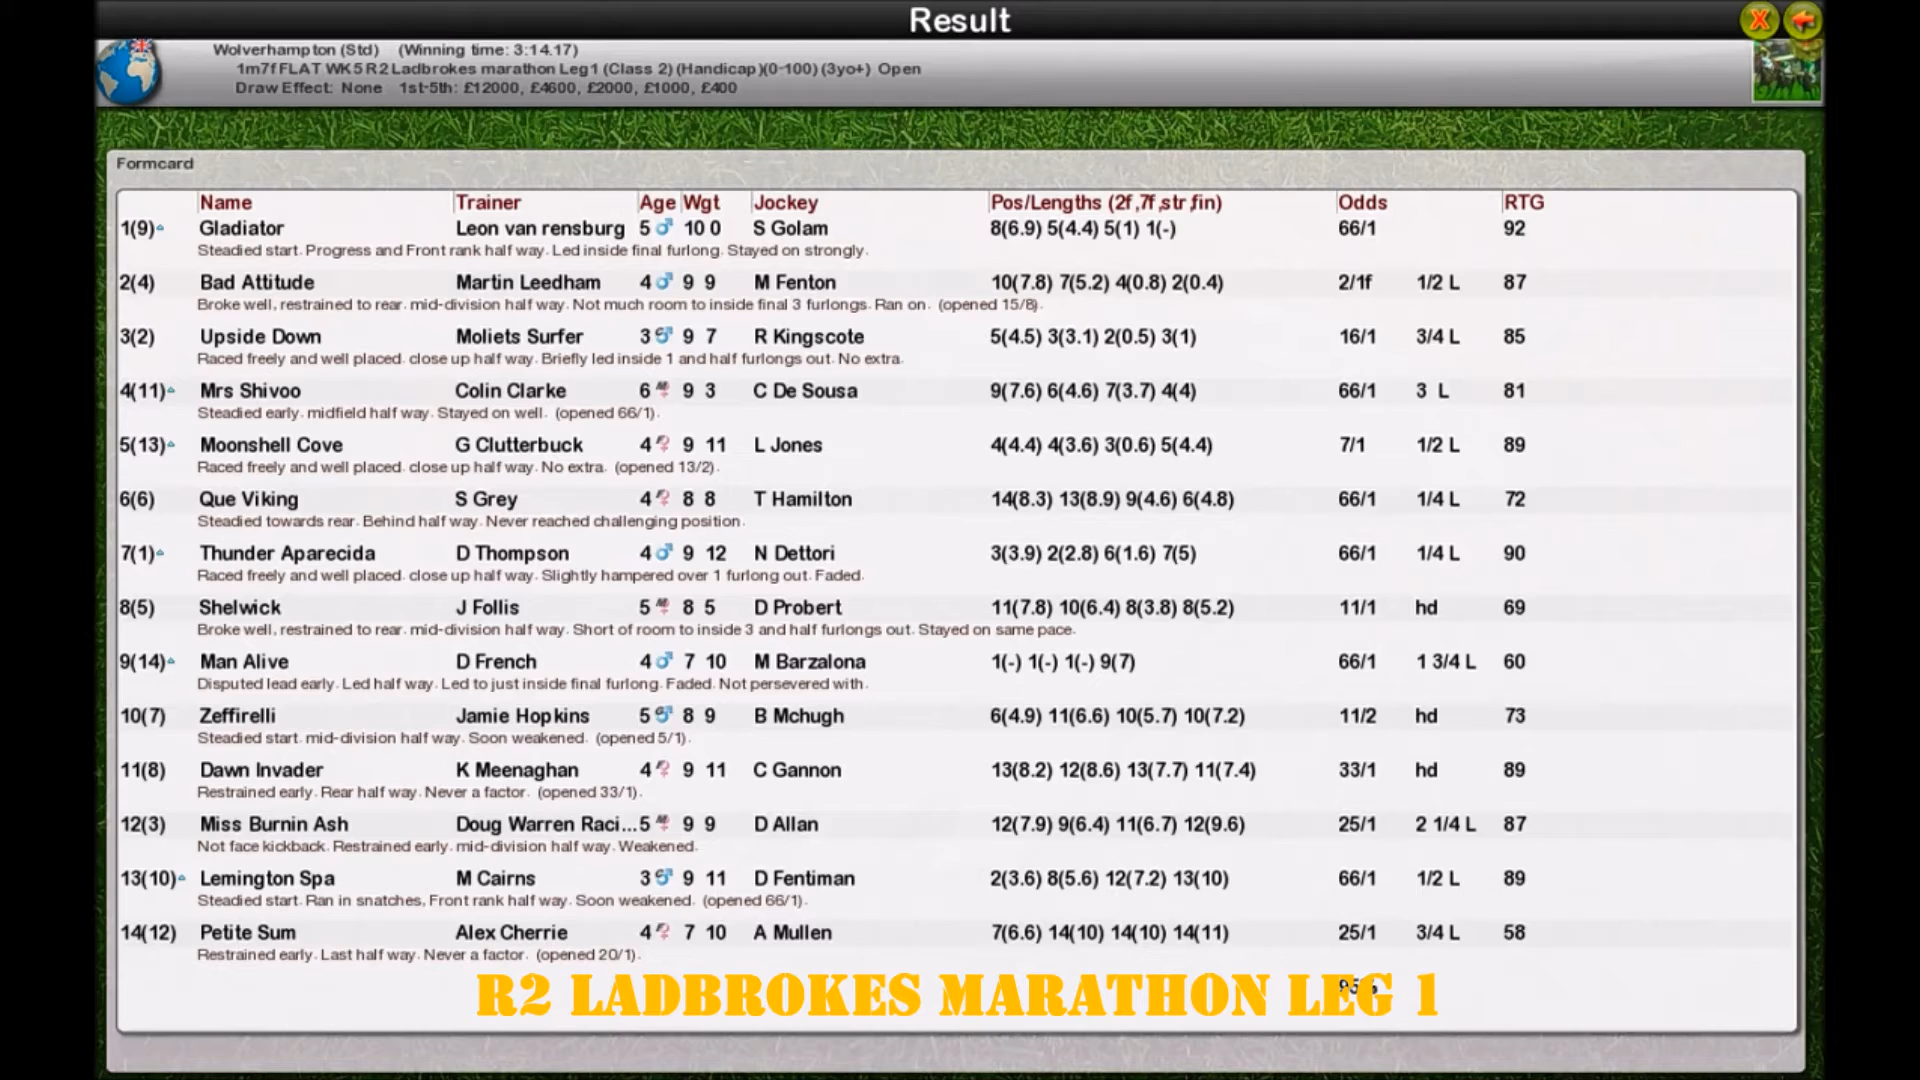 Result
Wolverhampton (Std) (Winning time: 3:14.17)
1m7f FLAT WK5 R2 Ladbrokes marathon Leg1 (Class 2) (Handicap)(0-100) (3yo+) Open
Draw Effect: None 1st-5th: £12000, £4600, £2000, £1000, £400
Formcard
Name Trainer Age Wgt Jockey Pos/Lengths (2f,7f,str,fin) Odds RTG
1(9) Gladiator Leon van rensburg 5 10 0 S Golam 8(6.9) 5(4.4) 5(1) 1(-) 66/1 92
Steadied start. Progress and Front rank half way. Led inside final furlong. Stayed on strongly.
2(4) Bad Attitude Martin Leedham 4 9 9 M Fenton 10(7.8) 7(5.2) 4(0.8) 2(0.4) 2/1f 1/2 L 87
Broke well, restrained to rear. mid-division half way. Not much room to inside final 3 furlongs. Ran on. (opened 15/8).
3(2) Upside Down Moliets Surfer 3 9 7 R Kingscote 5(4.5) 3(3.1) 2(0.5) 3(1) 16/1 3/4 L 85
Raced freely and well placed. close up half way. Briefly led inside 1 and half furlongs out. No extra.
4(11) Mrs Shivoo Colin Clarke 6 9 3 C De Sousa 9(7.6) 6(4.6) 7(3.7) 4(4) 66/1 3 L 81
Steadied early. midfield half way. Stayed on well. (opened 66/1).
5(13) Moonshell Cove G Clutterbuck 4 9 11 L Jones 4(4.4) 4(3.6) 3(0.6) 5(4.4) 7/1 1/2 L 89
Raced freely and well placed. close up half way. No extra. (opened 13/2).
6(6) Que Viking S Grey 4 8 8 T Hamilton 14(8.3) 13(8.9) 9(4.6) 6(4.8) 66/1 1/4 L 72
Steadied towards rear. Behind half way. Never reached challenging position.
7(1) Thunder Aparecida D Thompson 4 9 12 N Dettori 3(3.9) 2(2.8) 6(1.6) 7(5) 66/1 1/4 L 90
Raced freely and well placed. close up half way. Slightly hampered over 1 furlong out. Faded.
8(5) Shelwick J Follis 5 8 5 D Probert 11(7.8) 10(6.4) 8(3.8) 8(5.2) 11/1 hd 69
Broke well, restrained to rear. mid-division half way. Short of room to inside 3 and half furlongs out. Stayed on same pace.
9(14) Man Alive D French 4 7 10 M Barzalona 1(-) 1(-) 1(-) 9(7) 66/1 1 3/4 L 60
Disputed lead early. Led half way. Led to just inside final furlong. Faded. Not persevered with.
10(7) Zeffirelli Jamie Hopkins 5 8 9 B Mchugh 6(4.9) 11(6.6) 10(5.7) 10(7.2) 11/2 hd 73
Steadied start. mid-division half way. Soon weakened. (opened 5/1).
11(8) Dawn Invader K Meenaghan 4 9 11 C Gannon 13(8.2) 12(8.6) 13(7.7) 11(7.4) 33/1 hd 89
Restrained early. Rear half way. Never a factor. (opened 33/1).
12(3) Miss Burnin Ash Doug Warren Raci... 5 9 9 D Allan 12(7.9) 9(6.4) 11(6.7) 12(9.6) 25/1 2 1/4 L 87
Not face kickback. Restrained early. mid-division half way. Weakened.
13(10) Lemington Spa M Cairns 3 9 11 D Fentiman 2(3.6) 8(5.6) 12(7.2) 13(10) 66/1 1/2 L 89
Steadied start. Ran in snatches, Front rank half way. Soon weakened. (opened 66/1).
14(12) Petite Sum Alex Cherrie 4 7 10 A Mullen 7(6.6) 14(10) 14(10) 14(11) 25/1 3/4 L 58
Restrained early. Last half way. Never a factor. (opened 20/1).
R2 LADBROKES MARATHON LEG 1